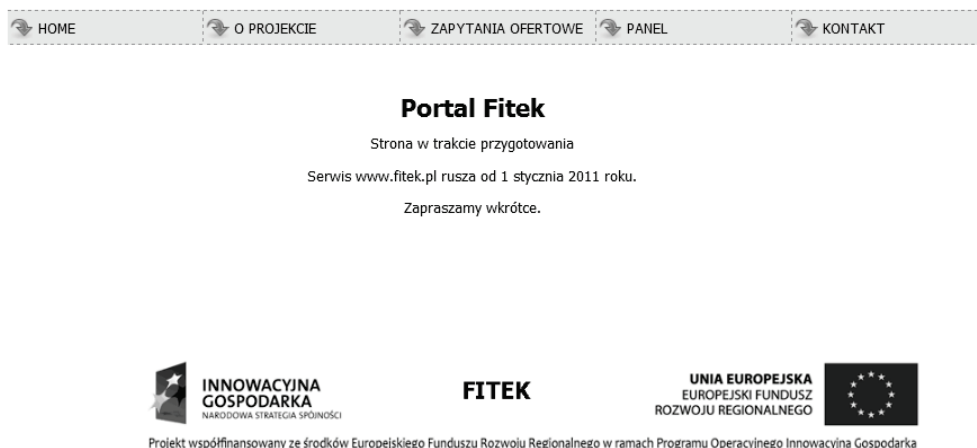 HOME O PROJEKCIE ZAPYTANIA OFERTOWE PANEL KONTAKT
Portal Fitek
Strona w trakcie przygotowania
Serwis www.fitek.pl rusza od 1 stycznia 2011 roku.
Zapraszamy wkrótce.
INNOWACYJNA
GOSPODARKA
NARODOWA STRATEGIA SPÓJNOŚCI
FITEK
UNIA EUROPEJSKA
EUROPEJSKI FUNDUSZ
ROZWOJU REGIONALNEGO
Projekt współfinansowany ze środków Europejskiego Funduszu Rozwoju Regionalnego w ramach Programu Operacyjnego Innowacyjna Gospodarka